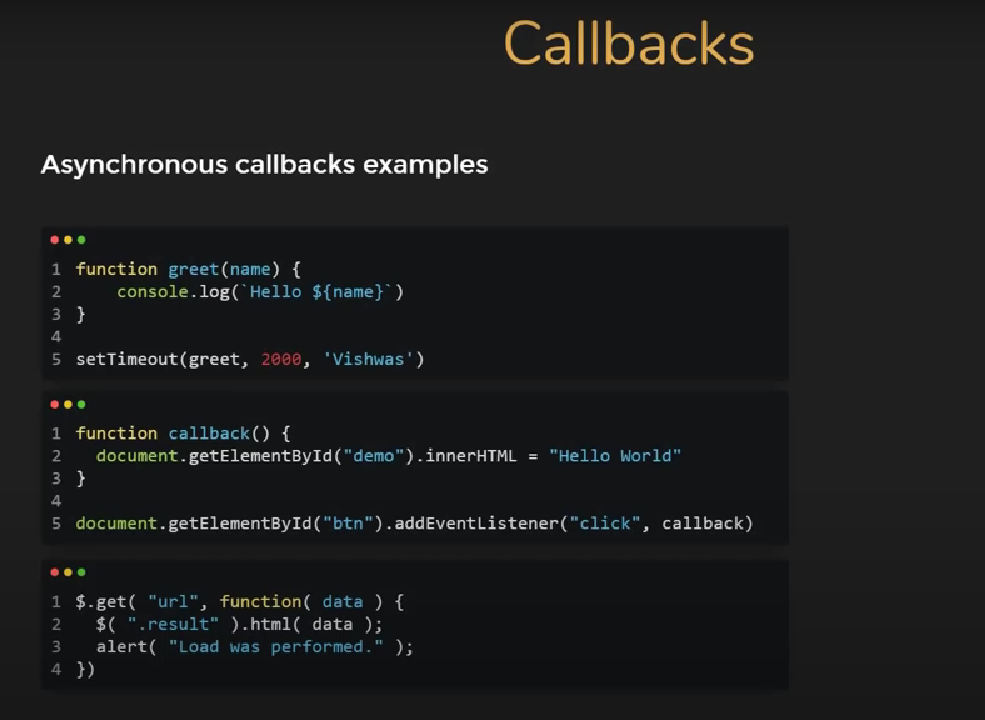 Callbacks
Asynchronous callbacks examples
1 function greet(name) {
2     console.log(`Hello ${name}`)
3 }
4
5 setTimeout(greet, 2000, 'Vishwas')
1 function callback() {
2   document.getElementById("demo").innerHTML = "Hello World"
3 }
4
5 document.getElementById("btn").addEventListener("click", callback)
1 $.get( "url", function( data ) {
2   $( ".result" ).html( data );
3   alert( "Load was performed." );
4 })